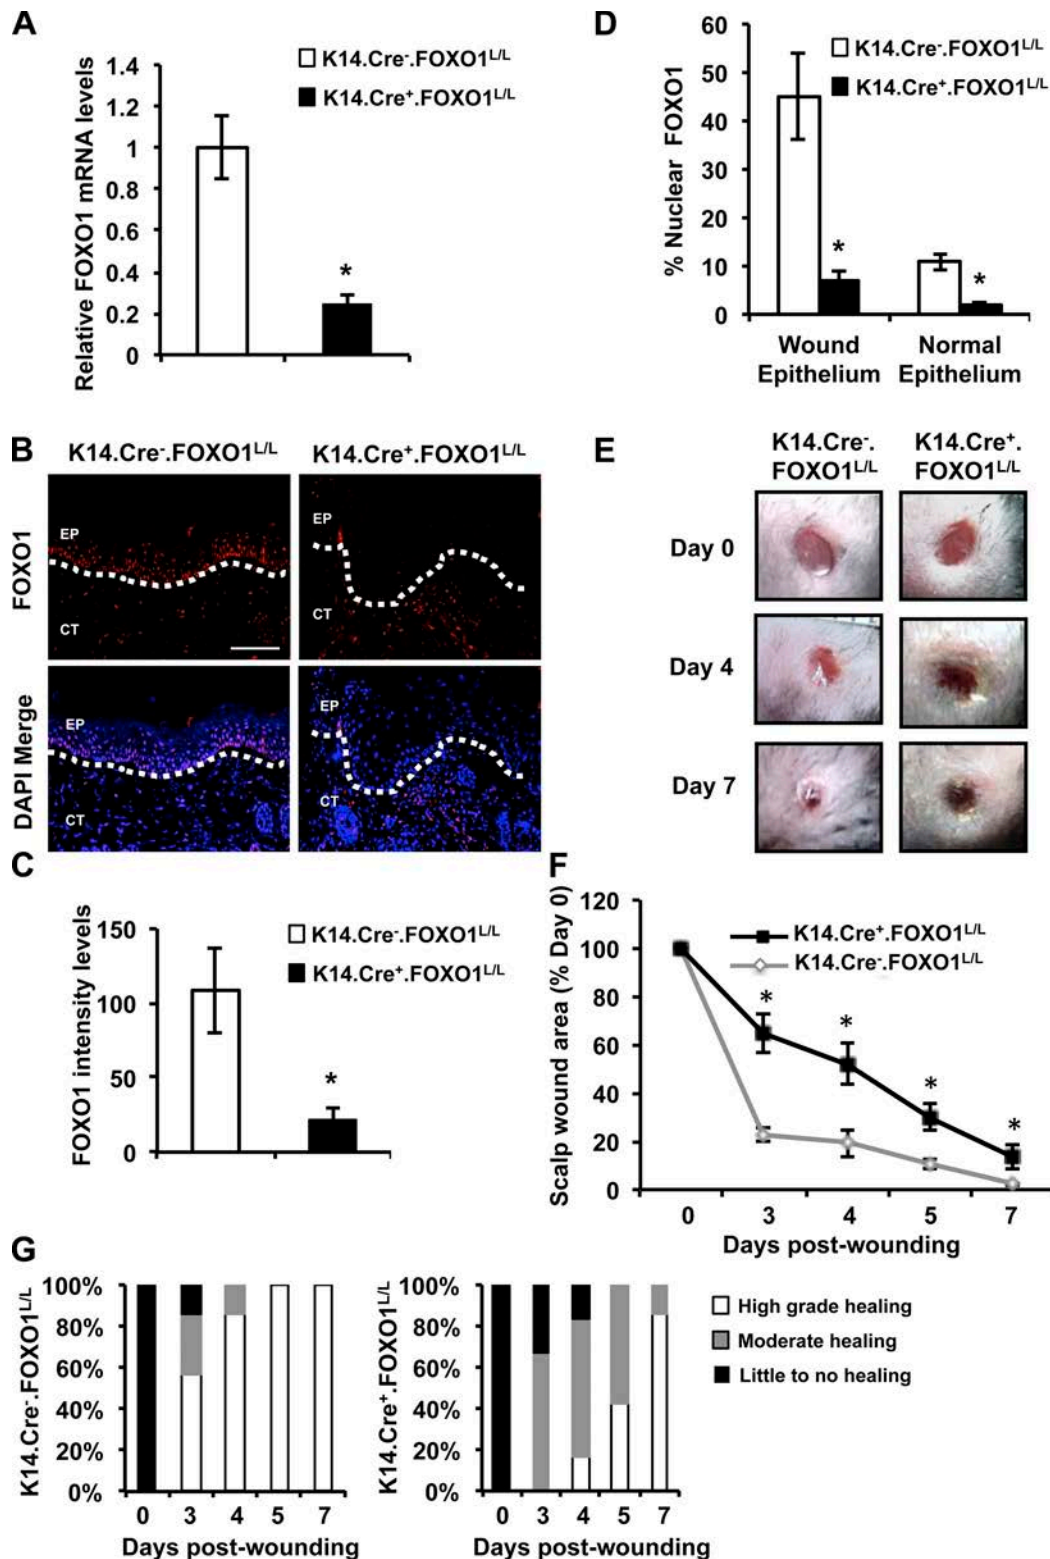 A
K14.Cre⁻.FOXO1ᴸ/ᴸ
K14.Cre⁺.FOXO1ᴸ/ᴸ
Relative FOXO1 mRNA levels
1.4
1.2
1
0.8
0.6
0.4
0.2
0
*
D
K14.Cre⁻.FOXO1ᴸ/ᴸ
K14.Cre⁺.FOXO1ᴸ/ᴸ
% Nuclear FOXO1
60
50
40
30
20
10
0
*
*
Wound
Epithelium
Normal
Epithelium
B
K14.Cre⁻.FOXO1ᴸ/ᴸ
K14.Cre⁺.FOXO1ᴸ/ᴸ
FOXO1
EP
CT
EP
CT
DAPI Merge
EP
CT
EP
CT
E
K14.Cre⁻.
FOXO1ᴸ/ᴸ
K14.Cre⁺.
FOXO1ᴸ/ᴸ
Day 0
Day 4
Day 7
C
FOXO1 intensity levels
150
100
50
0
K14.Cre⁻.FOXO1ᴸ/ᴸ
K14.Cre⁺.FOXO1ᴸ/ᴸ
*
F
Scalp wound area (% Day 0)
120
100
80
60
40
20
0
K14.Cre⁺.FOXO1ᴸ/ᴸ
K14.Cre⁻.FOXO1ᴸ/ᴸ
*
*
*
*
0 3 4 5 7
Days post-wounding
G
K14.Cre⁻.FOXO1ᴸ/ᴸ
100%
80%
60%
40%
20%
0%
0 3 4 5 7
Days post-wounding
K14.Cre⁺.FOXO1ᴸ/ᴸ
100%
80%
60%
40%
20%
0%
0 3 4 5 7
Days post-wounding
High grade healing
Moderate healing
Little to no healing